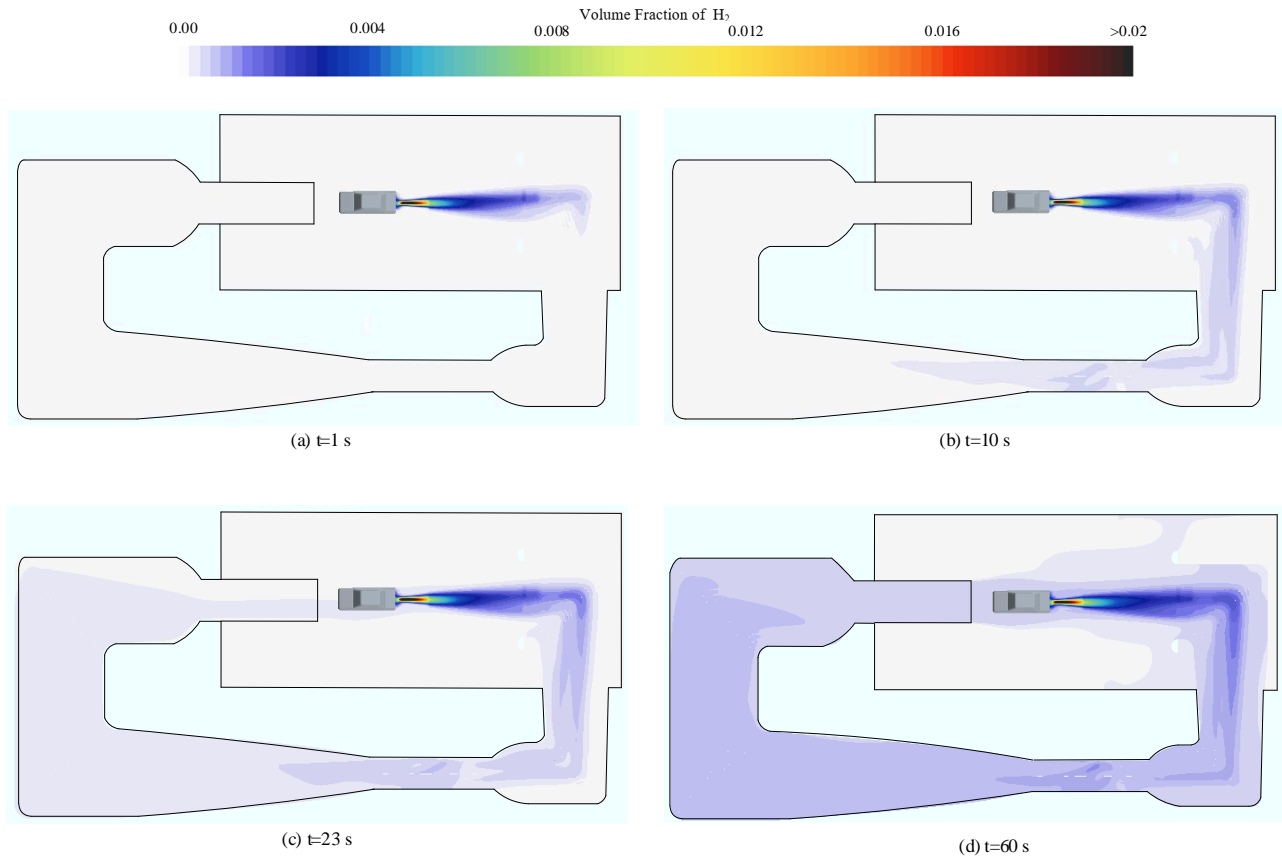 Volume Fraction of H₂
0.00 0.004 0.008 0.012 0.016 >0.02
(a) t=1 s
(b) t=10 s
(c) t=23 s
(d) t=60 s